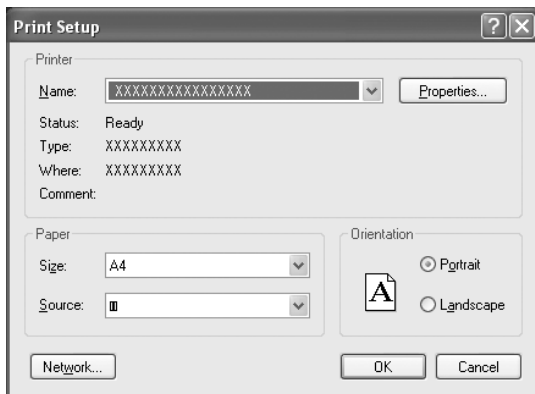 Print Setup
Printer
Name: XXXXXXXXXXXXXXXX Properties...
Status: Ready
Type: XXXXXXXXX
Where: XXXXXXXXX
Comment:
Paper
Size: A4
Source:
Orientation
A
Portrait
Landscape
Network... OK Cancel